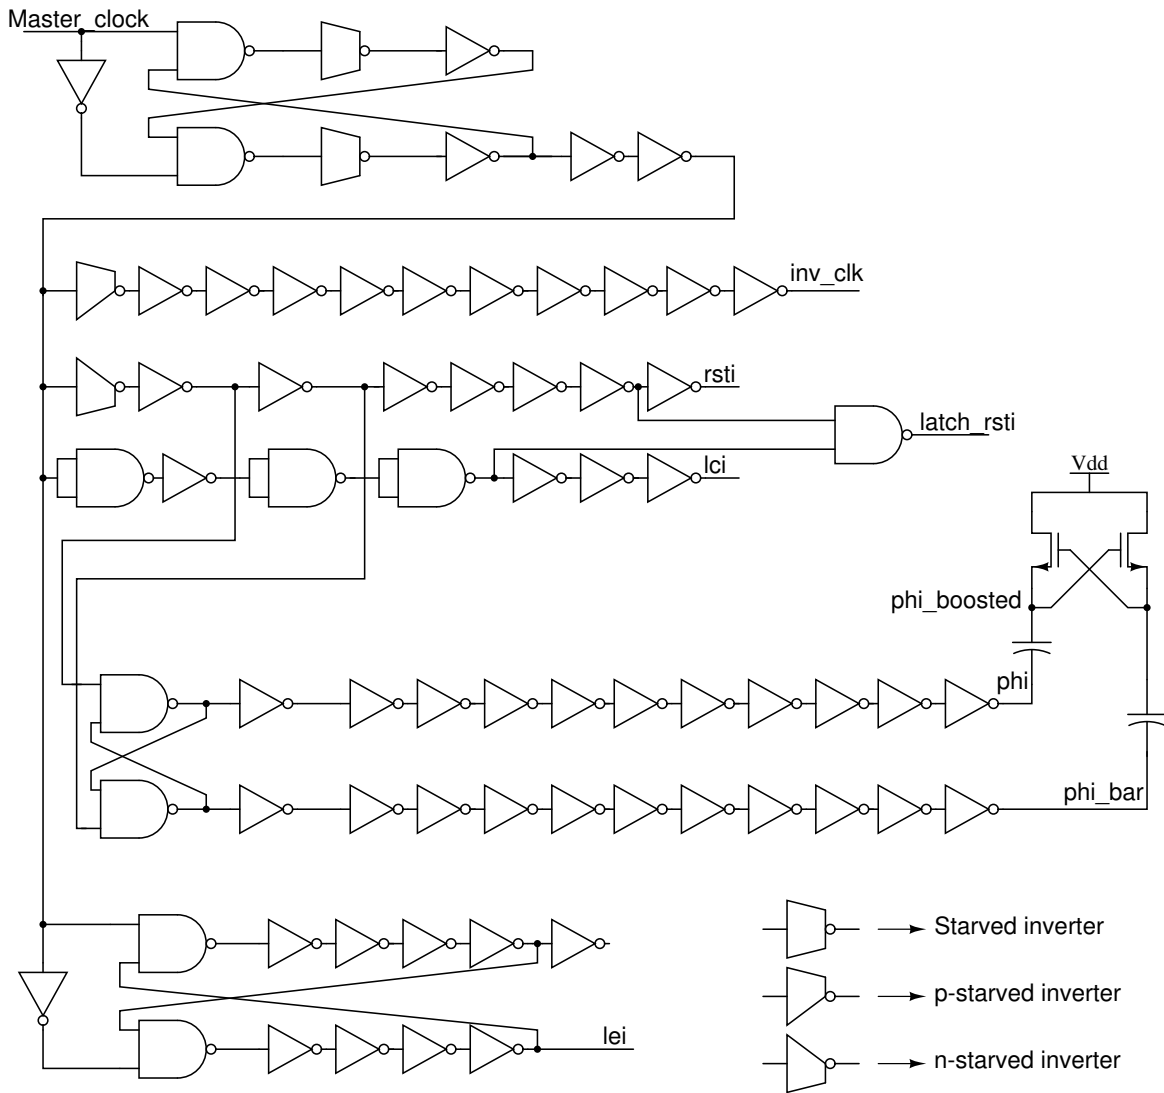 Master_clock
inv_clk
rsti
latch_rsti
lci
Vdd
phi_boosted
phi
phi_bar
Starved inverter
p-starved inverter
lei
n-starved inverter